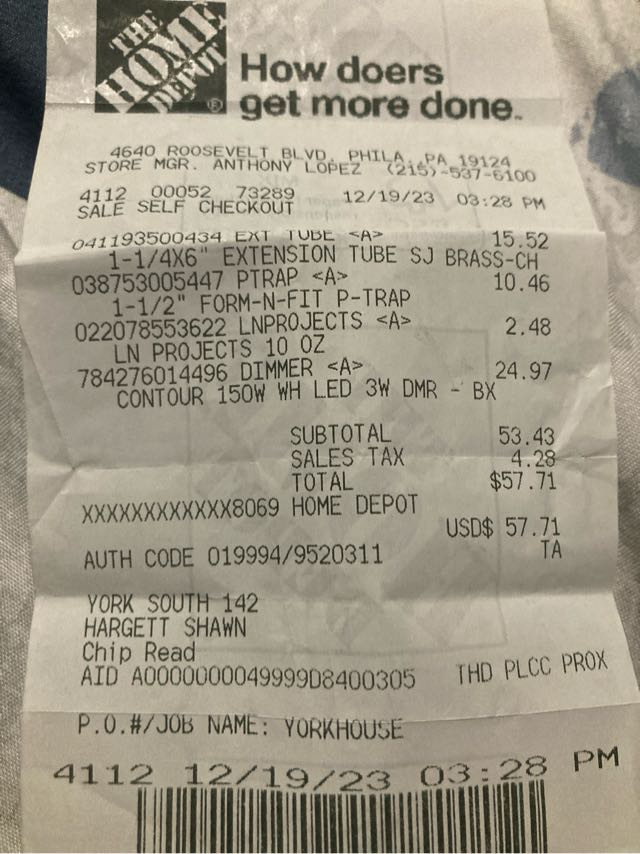 THE
HOME
DEPOT
®
How doers
get more done.
4640 ROOSEVELT BLVD, PHILA, PA 19124
STORE MGR. ANTHONY LOPEZ (215)-537-6100
4112 00052 73289 12/19/23 03:28 PM
SALE SELF CHECKOUT
041193500434 EXT TUBE <A> 15.52
1-1/4X6" EXTENSION TUBE SJ BRASS-CH
038753005447 PTRAP <A> 10.46
1-1/2" FORM-N-FIT P-TRAP
022078553622 LNPROJECTS <A> 2.48
LN PROJECTS 10 OZ
784276014496 DIMMER <A> 24.97
CONTOUR 150W WH LED 3W DMR - BX
SUBTOTAL 53.43
SALES TAX 4.28
TOTAL $57.71
XXXXXXXXXXXX8069 HOME DEPOT
USD$ 57.71
AUTH CODE 019994/9520311 TA
YORK SOUTH 142
HARGETT SHAWN
Chip Read
AID A0000000049999D8400305 THD PLCC PROX
P.O.#/JOB NAME: YORKHOUSE
4112 12/19/23 03:28 PM